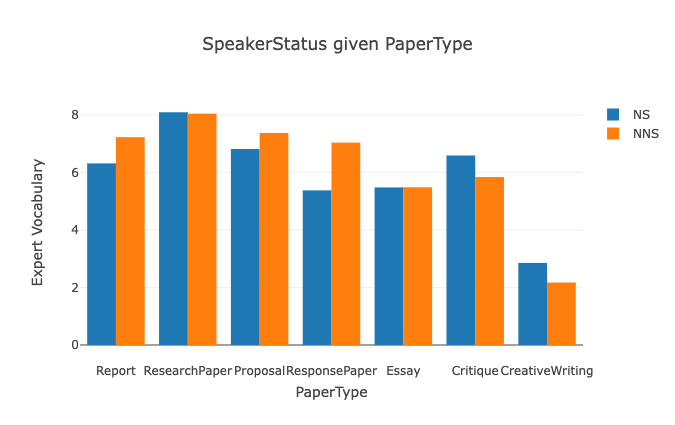 SpeakerStatus given PaperType
NS
NNS
8
6
4
2
0
Expert Vocabulary
Report ResearchPaper Proposal ResponsePaper Essay Critique CreativeWriting
PaperType